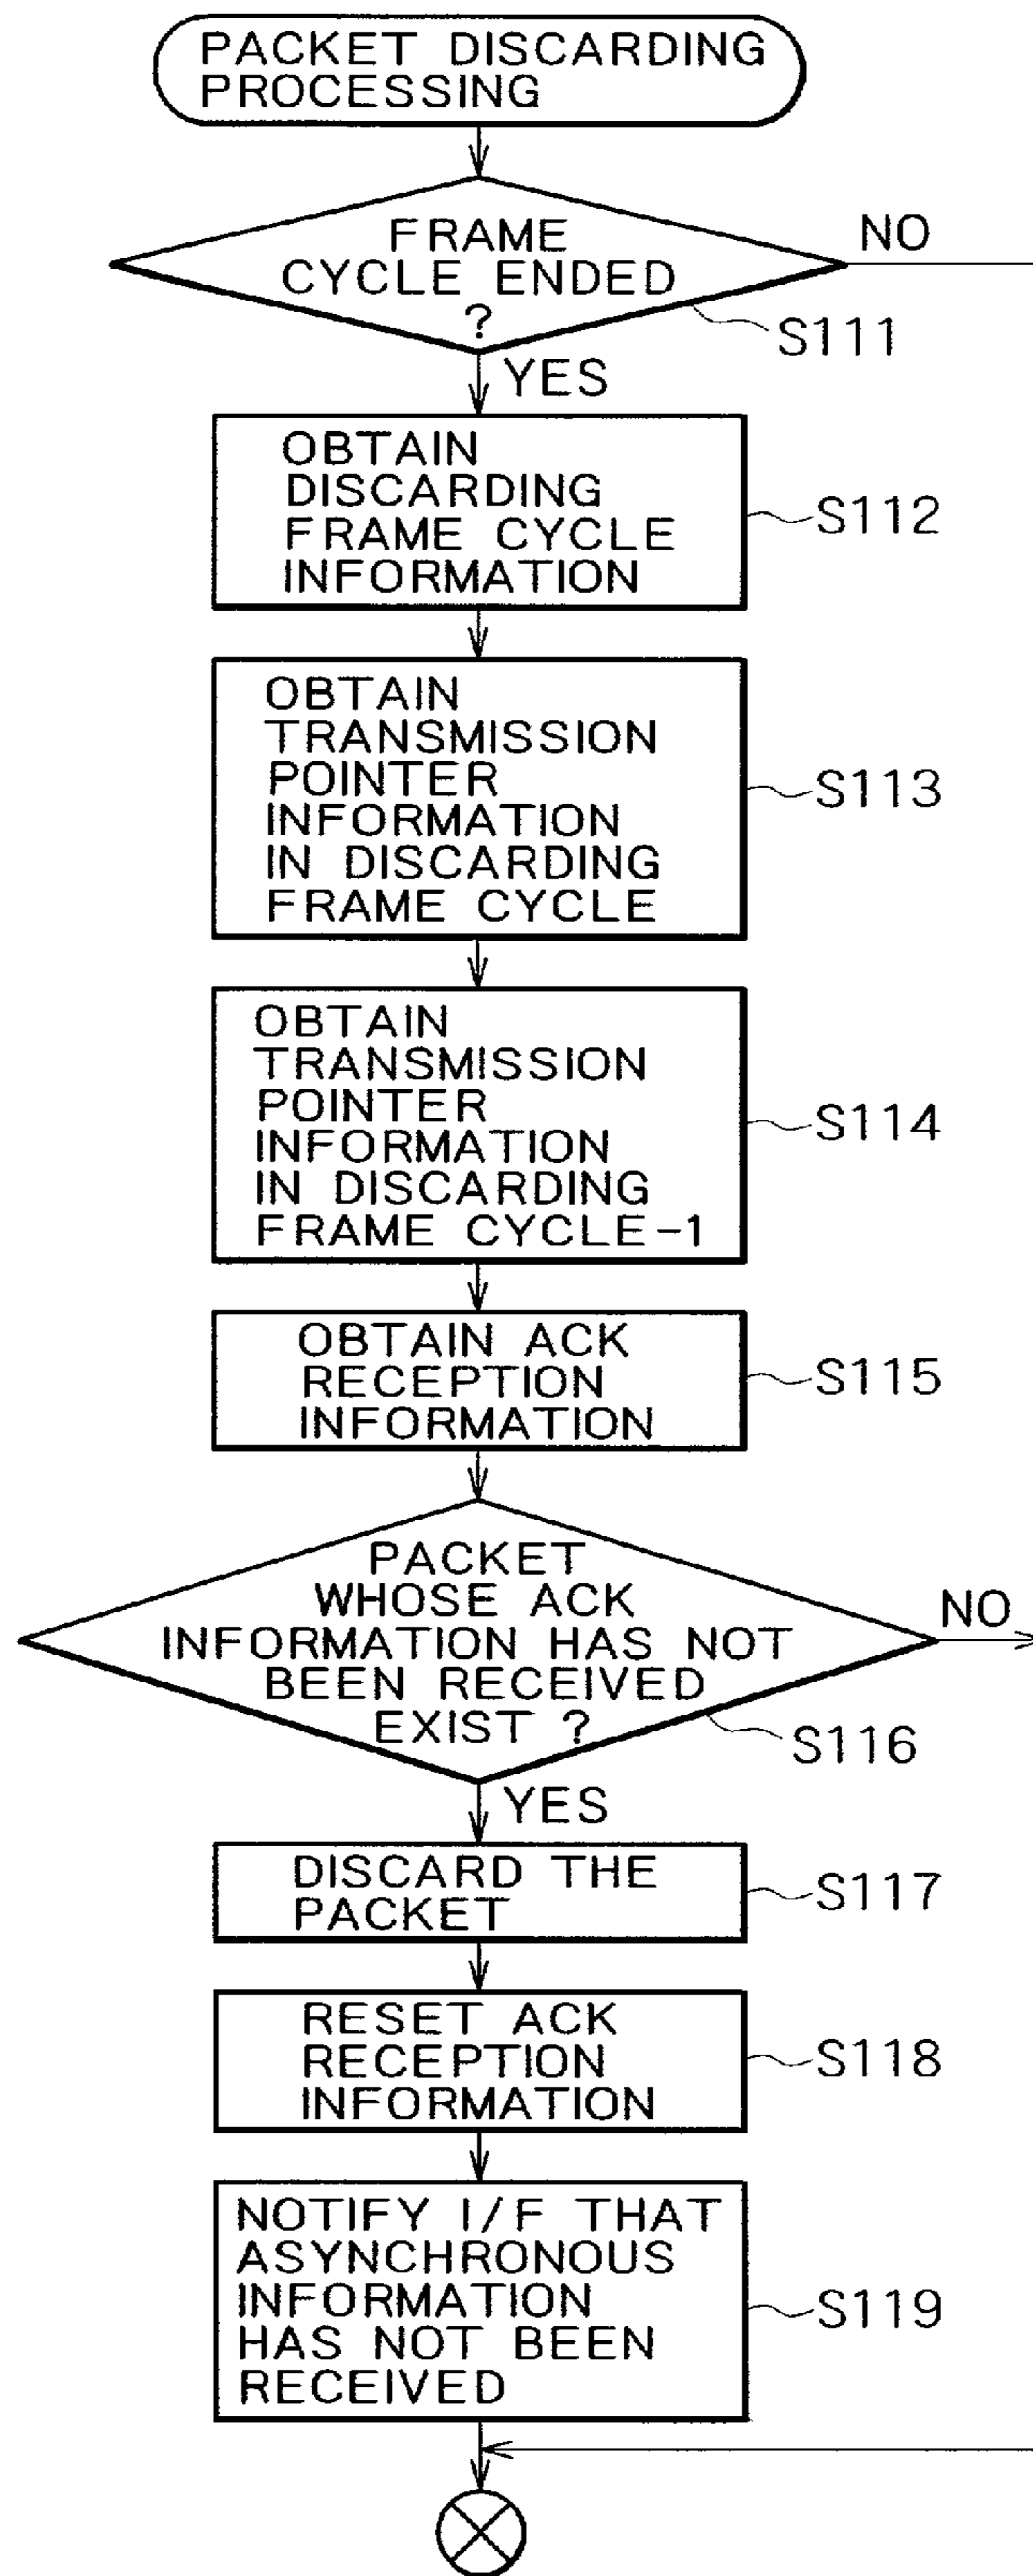 PACKET DISCARDING
PROCESSING
FRAME
CYCLE ENDED
?
NO
S111
YES
OBTAIN
DISCARDING
FRAME CYCLE
INFORMATION
S112
OBTAIN
TRANSMISSION
POINTER
INFORMATION
IN DISCARDING
FRAME CYCLE
S113
OBTAIN
TRANSMISSION
POINTER
INFORMATION
IN DISCARDING
FRAME CYCLE-1
S114
OBTAIN ACK
RECEPTION
INFORMATION
S115
PACKET
WHOSE ACK
INFORMATION HAS NOT
BEEN RECEIVED
EXIST ?
NO
S116
YES
DISCARD THE
PACKET
S117
RESET ACK
RECEPTION
INFORMATION
S118
NOTIFY I/F THAT
ASYNCHRONOUS
INFORMATION
HAS NOT BEEN
RECEIVED
S119